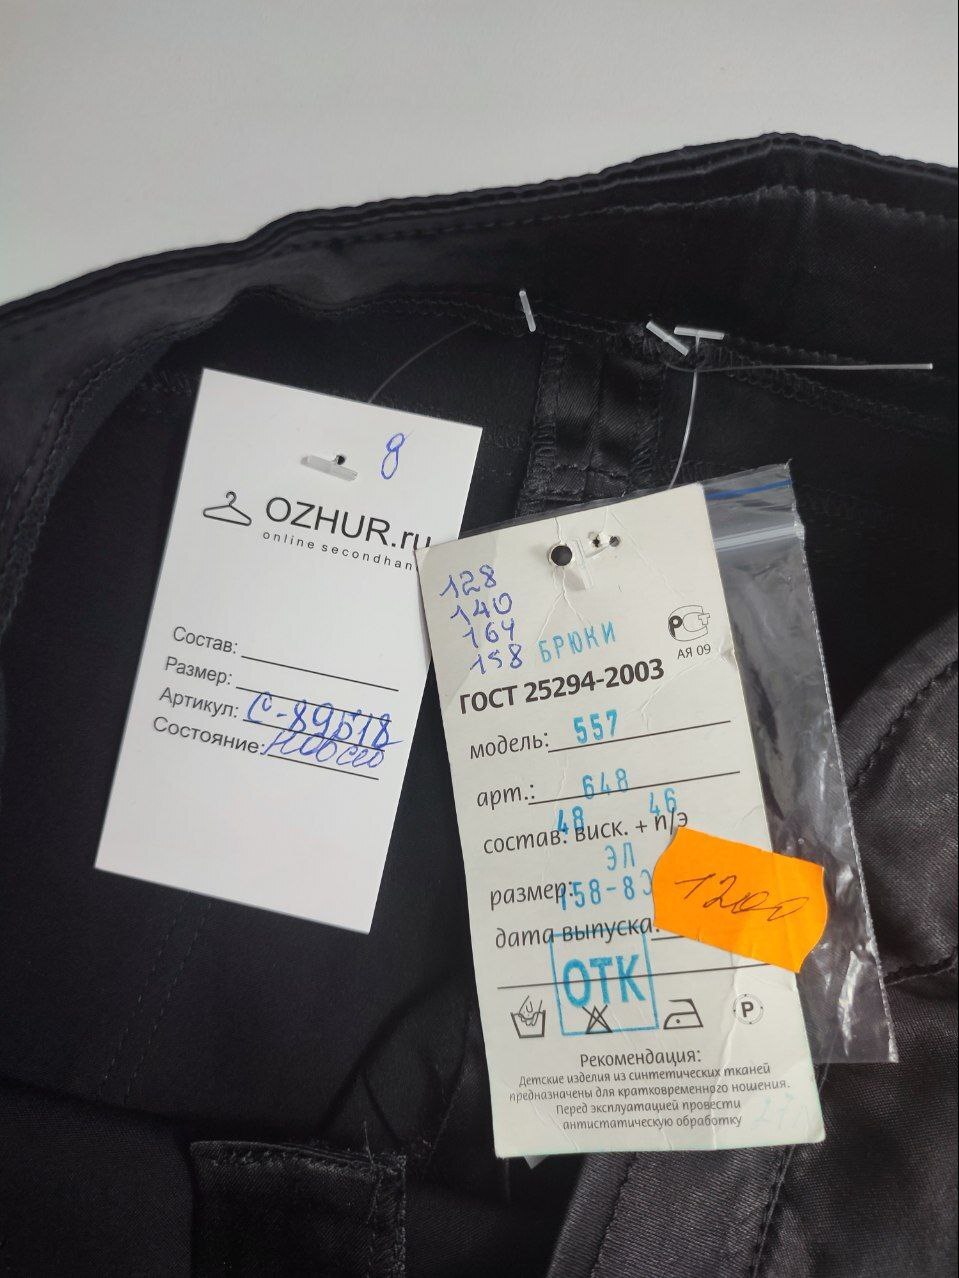 8
OZHUR.ru
online secondhan
Состав:
Размер:
Артикул: С-89518
Состояние: новое
128
140
164
158
БРЮКИ
РСТ
АЯ 09
ГОСТ 25294-2003
модель: 557
арт.: 648
48 46
состав: виск. + п/э
ЭЛ
размер: 158-8
1200
дата выпуска:
ОТК
P
Рекомендация:
Детские изделия из синтетических тканей
предназначены для кратковременного ношения.
Перед эксплуатацией провести
антистатическую обработку